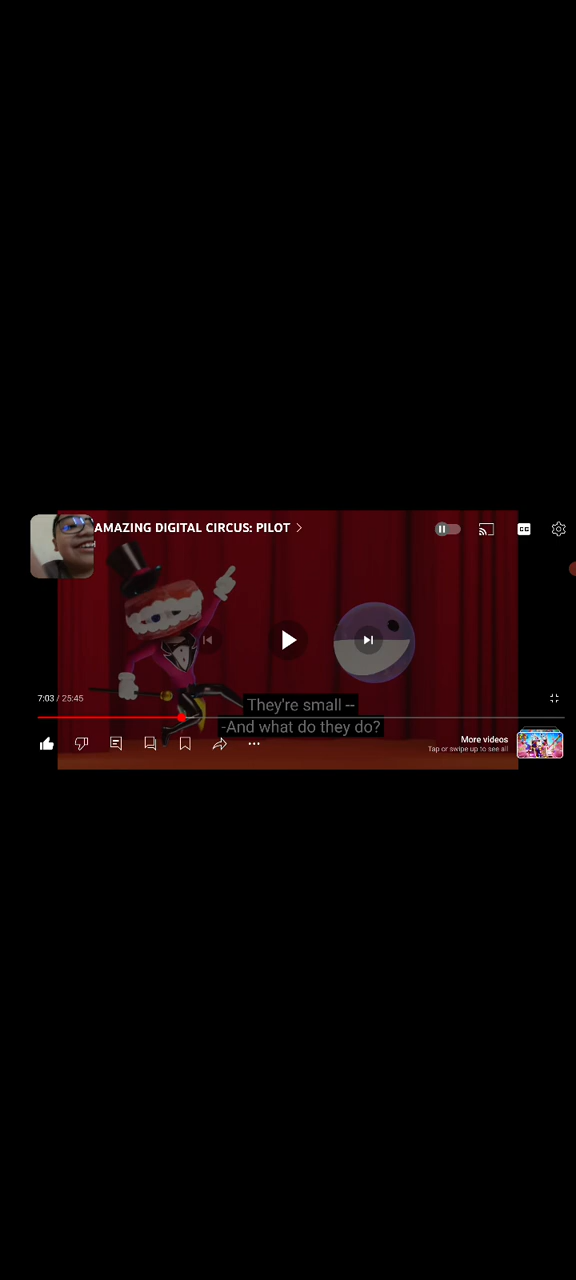 AMAZING DIGITAL CIRCUS: PILOT
CC
7:03 / 25:45
They're small --
-And what do they do?
More videos
Tap or swipe up to see all